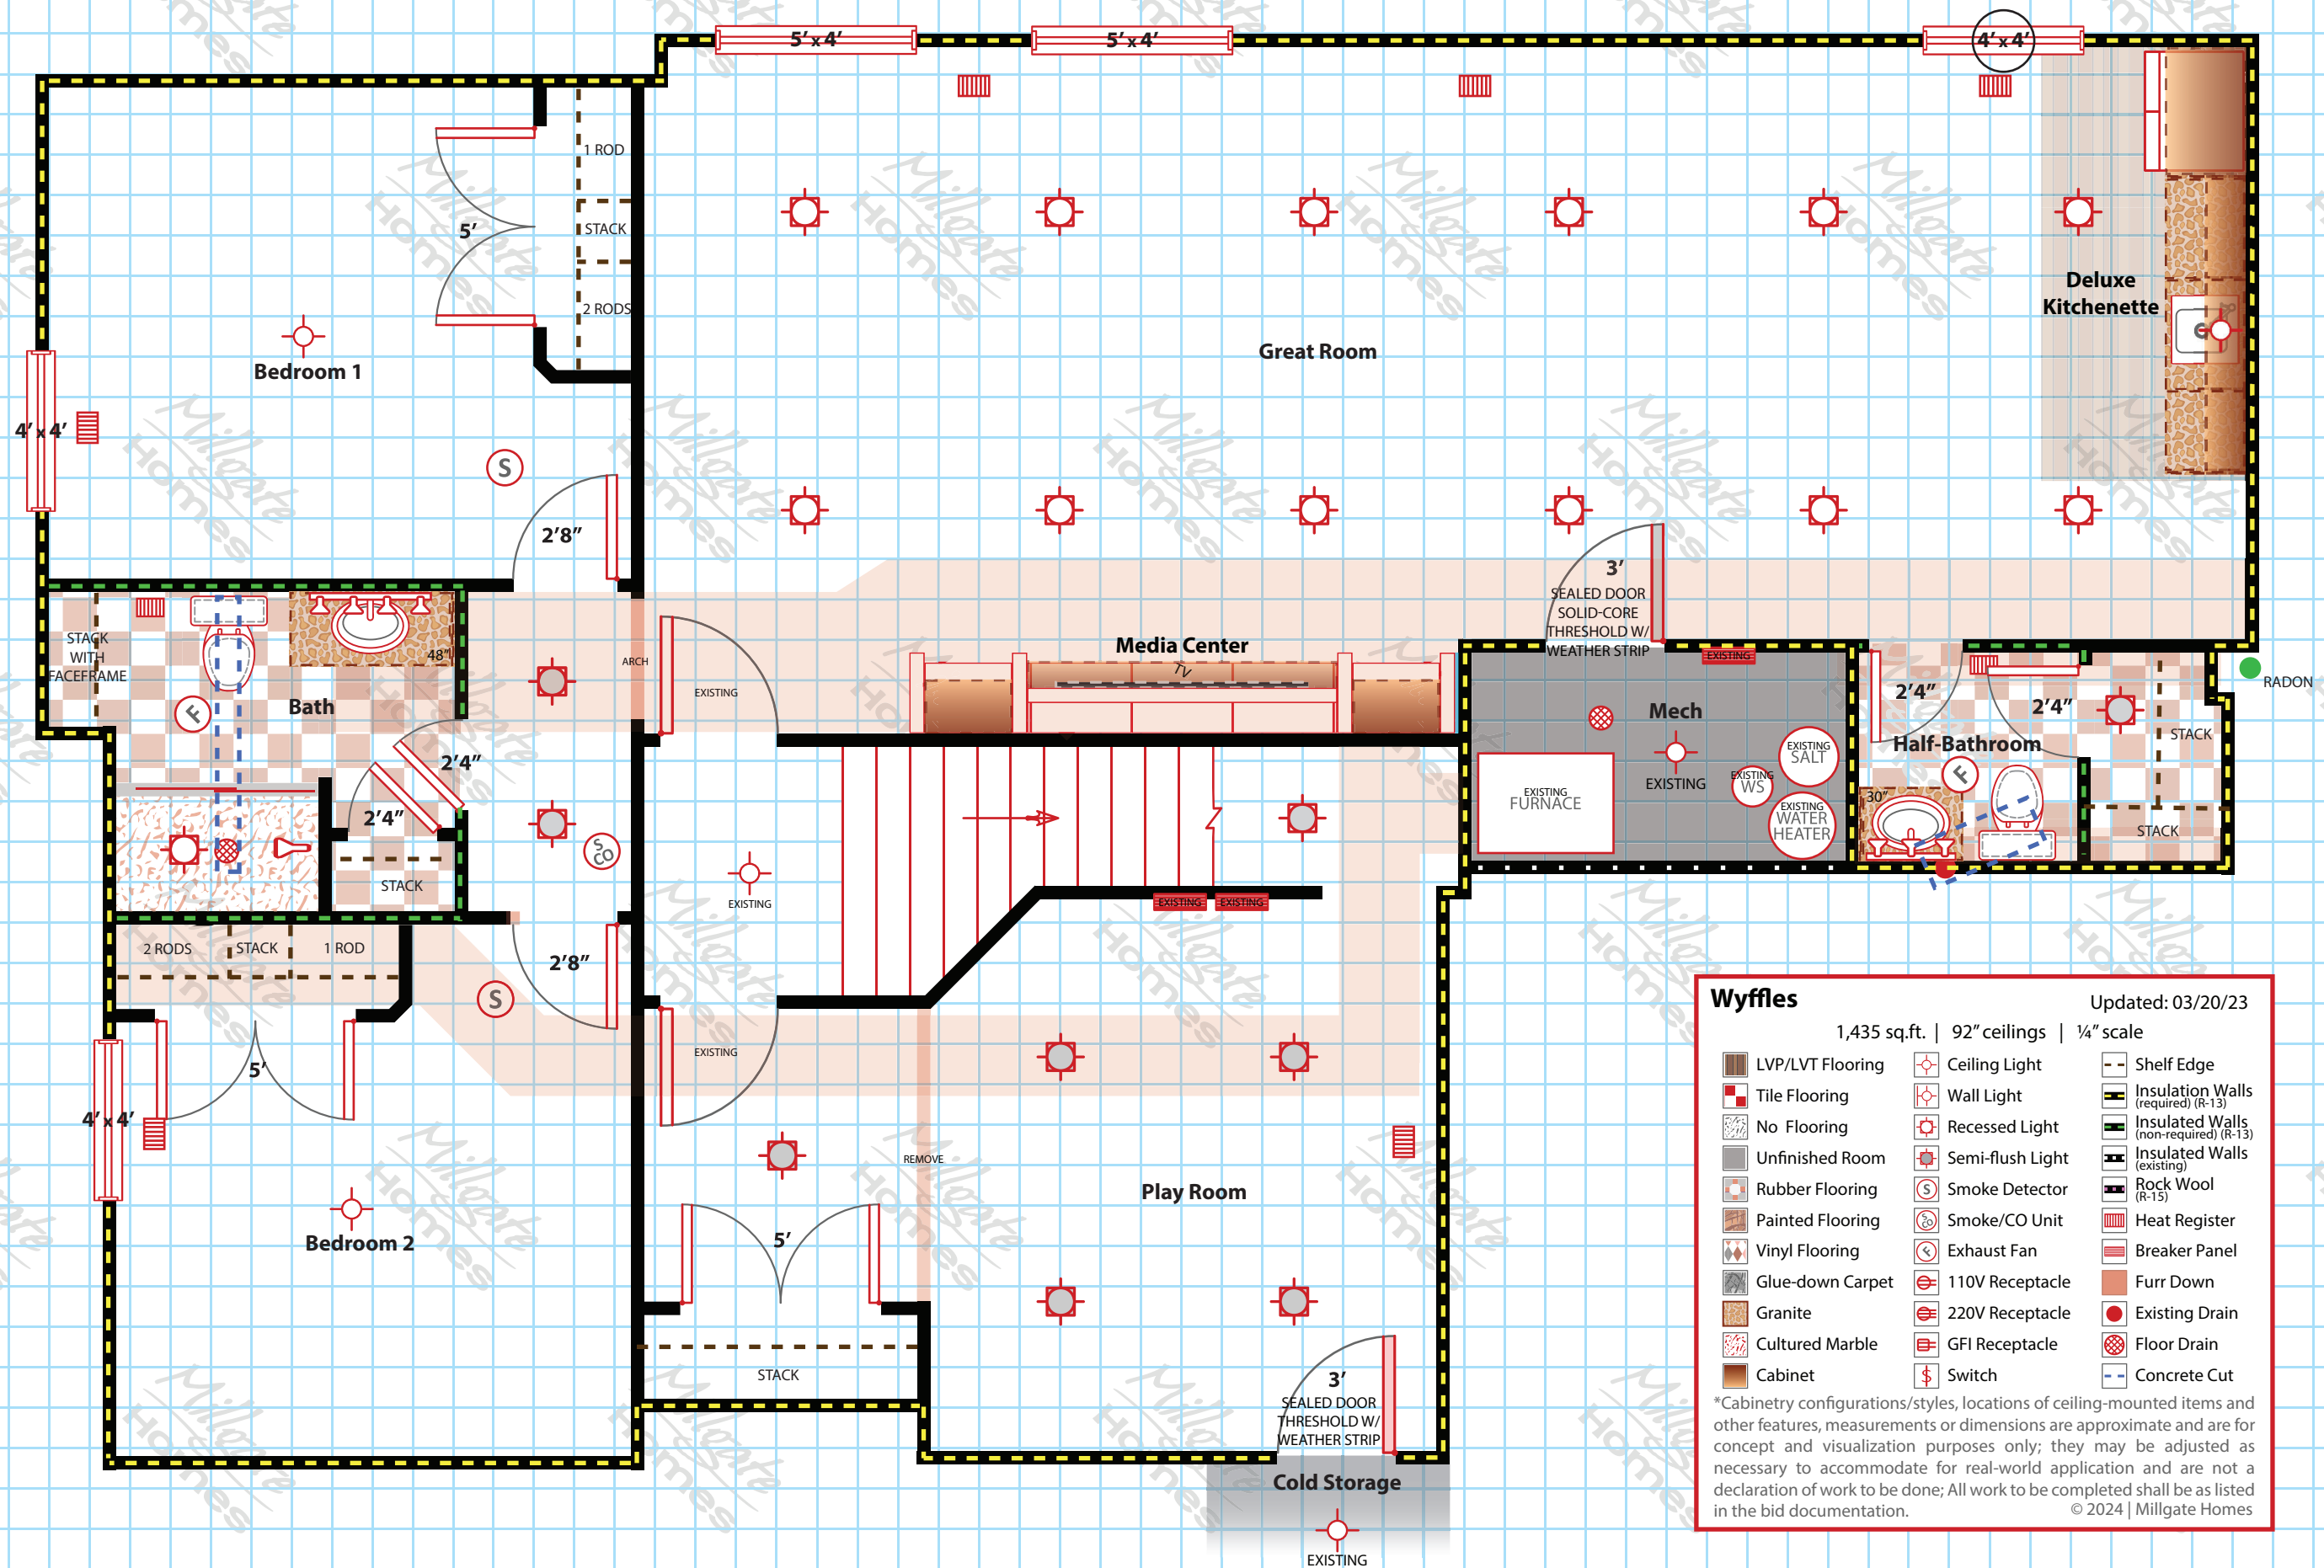 5’ x 4’
5’ x 4’
4’ x 4’
1 ROD
STACK
2 RODS
5’
Bedroom 1
4’ x 4’
S
2’8”
Great Room
Deluxe
Kitchenette
3’
SEALED DOOR
SOLID-CORE
THRESHOLD W/
WEATHER STRIP
STACK
WITH
FACEFRAME
48”
F
Bath
2’4”
2’4”
STACK
ARCH
EXISTING
Media Center
TV
S
CO
EXISTING
EXISTING
EXISTING
EXISTING
Mech
EXISTING
EXISTING
FURNACE
EXISTING
SALT
EXISTING
WS
EXISTING
WATER
HEATER
2’4”
2’4”
Half-Bathroom
F
30”
STACK
STACK
RADON
2 RODS
STACK
1 ROD
S
2’8”
5’
4’ x 4’
Bedroom 2
EXISTING
REMOVE
Play Room
5’
STACK
3’
SEALED DOOR
THRESHOLD W/
WEATHER STRIP
Cold Storage
EXISTING
Wyffles
Updated: 03/20/23
1,435 sq.ft. | 92” ceilings | ¼” scale
LVP/LVT Flooring
Tile Flooring
No Flooring
Unfinished Room
Rubber Flooring
Painted Flooring
Vinyl Flooring
Glue-down Carpet
Granite
Cultured Marble
Cabinet
Ceiling Light
Wall Light
Recessed Light
Semi-flush Light
S Smoke Detector
S CO Smoke/CO Unit
F Exhaust Fan
110V Receptacle
220V Receptacle
GFI Receptacle
$ Switch
Shelf Edge
Insulation Walls
(required) (R-13)
Insulated Walls
(non-required) (R-13)
Insulated Walls
(existing)
Rock Wool
(R-15)
Heat Register
Breaker Panel
Furr Down
Existing Drain
Floor Drain
Concrete Cut
*Cabinetry configurations/styles, locations of ceiling-mounted items and
other features, measurements or dimensions are approximate and are for
concept and visualization purposes only; they may be adjusted as
necessary to accommodate for real-world application and are not a
declaration of work to be done; All work to be completed shall be as listed
in the bid documentation.
© 2024 | Millgate Homes
Millgate
Homes